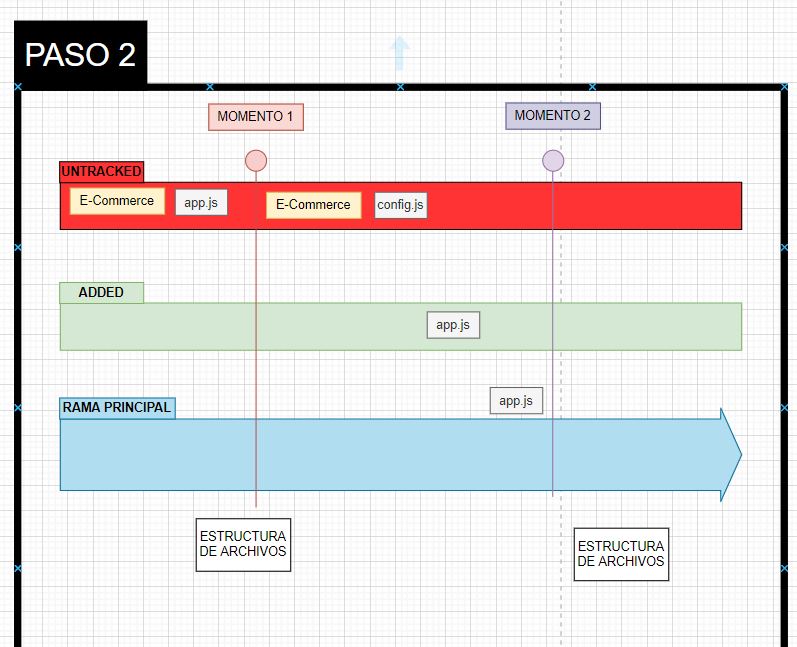 PASO 2
MOMENTO 1
MOMENTO 2
UNTRACKED
E-Commerce
app.js
E-Commerce
config.js
ADDED
app.js
app.js
RAMA PRINCIPAL
ESTRUCTURA
DE ARCHIVOS
ESTRUCTURA
DE ARCHIVOS